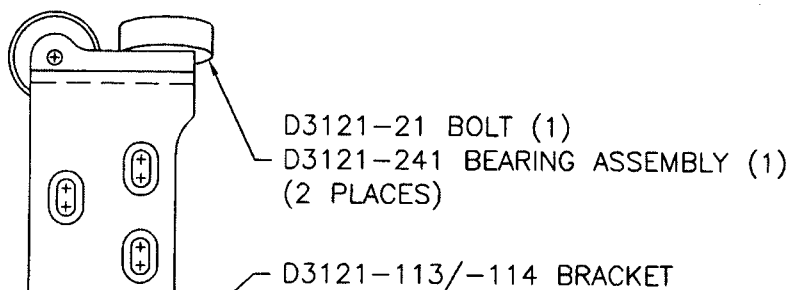 D3121-21 BOLT (1)
D3121-241 BEARING ASSEMBLY (1)
(2 PLACES)
D3121-113/-114 BRACKET